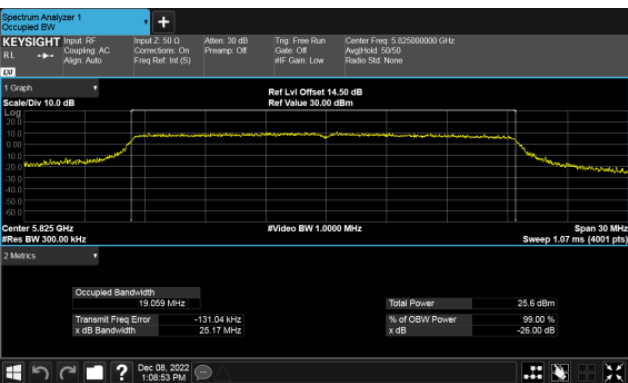 Spectrum Analyzer 1
Occupied BW
KEYSIGHT Input: RF Input Z: 50 Ω Atten: 30 dB Trig: Free Run Center Freq: 5.825000000 GHz
RL Coupling: AC Corrections: On Preamp: Off Gate: Off Avg|Hold: 50/50
Align: Auto Freq Ref: Int (S) #IF Gain: Low Radio Std: None
LXI
1 Graph
Ref Lvl Offset 14.50 dB
Scale/Div 10.0 dB Ref Value 30.00 dBm
Log
20.0
10.0
0.00
-10.0
-20.0
-30.0
-40.0
-50.0
-60.0
Center 5.825 GHz #Video BW 1.0000 MHz Span 30 MHz
#Res BW 300.00 kHz Sweep 1.07 ms (4001 pts)
2 Metrics
Occupied Bandwidth
19.059 MHz Total Power 25.6 dBm
Transmit Freq Error -131.04 kHz % of OBW Power 99.00 %
x dB Bandwidth 25.17 MHz x dB -26.00 dB
? Dec 08, 2022
1:08:53 PM